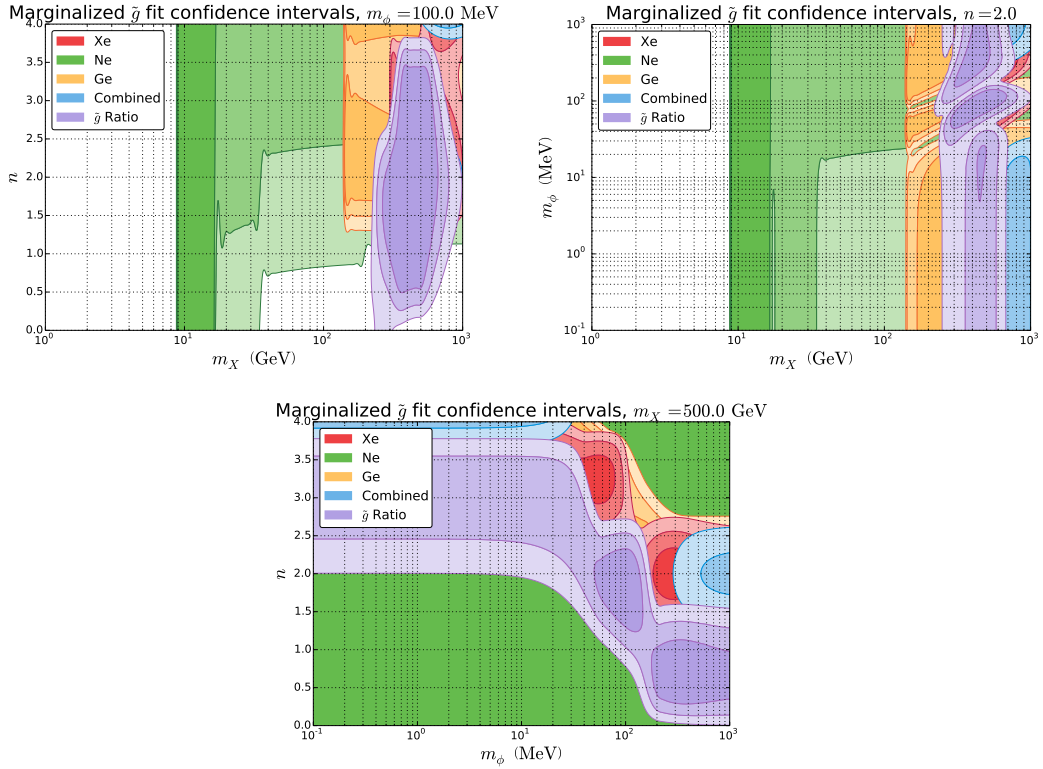 Marginalized g̃ fit confidence intervals, m_ϕ =100.0 MeV
Xe
Ne
Ge
Combined
g̃ Ratio
n
4.0
3.5
3.0
2.5
2.0
1.5
1.0
0.5
0.0
10^0
10^1
10^2
10^3
m_X (GeV)
Marginalized g̃ fit confidence intervals, n=2.0
Xe
Ne
Ge
Combined
g̃ Ratio
m_ϕ (MeV)
10^3
10^2
10^1
10^0
10^-1
10^0
10^1
10^2
10^3
m_X (GeV)
Marginalized g̃ fit confidence intervals, m_X =500.0 GeV
Xe
Ne
Ge
Combined
g̃ Ratio
n
4.0
3.5
3.0
2.5
2.0
1.5
1.0
0.5
0.0
10^-1
10^0
10^1
10^2
10^3
m_ϕ (MeV)